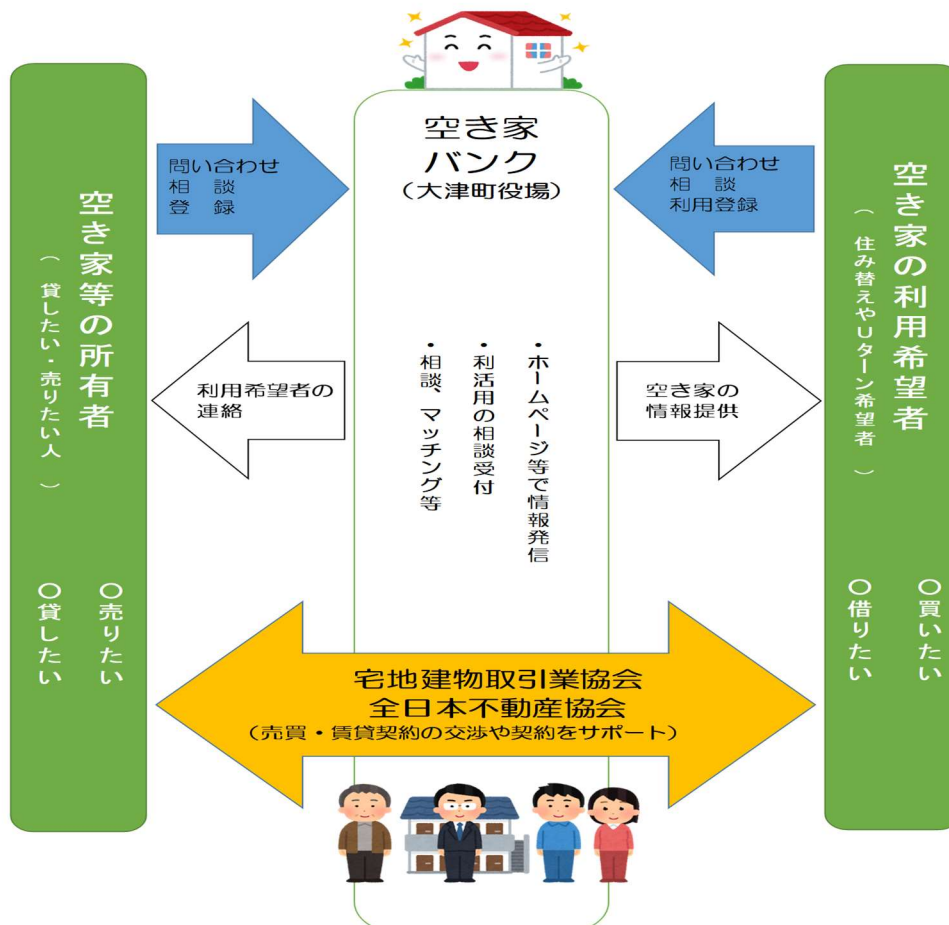 空き家
バンク
（大津町役場）
空き家等の所有者
（ 貸したい・売りたい人 ）
○売りたい
○貸したい
問い合わせ
相　談
登　録
問い合わせ
相　談
利用登録
空き家の利用希望者
（ 住み替えやUターン希望者 ）
○買いたい
○借りたい
利用希望者の
連絡
・ホームページ等で情報発信
・利活用の相談受付
・相談、マッチング等
空き家の
情報提供
宅地建物取引業協会
全日本不動産協会
（売買・賃貸契約の交渉や契約をサポート）